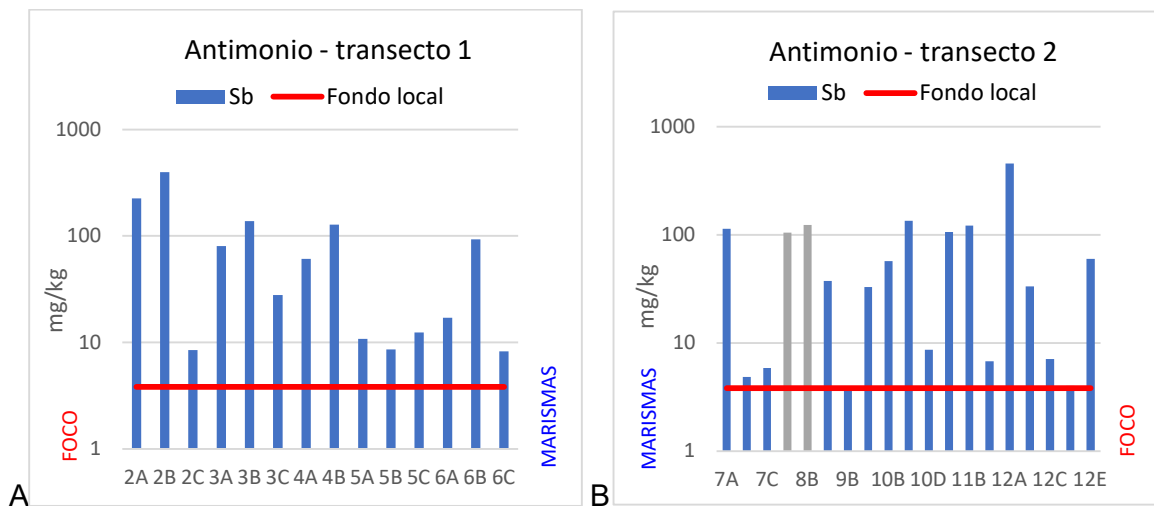 Antimonio - transecto 1
Sb Fondo local
1000
100
10
1
mg/kg
FOCO
MARISMAS
2A 2B 2C 3A 3B 3C 4A 4B 5A 5B 5C 6A 6B 6C
A
Antimonio - transecto 2
Sb Fondo local
1000
100
10
1
mg/kg
MARISMAS
FOCO
7A 7C 8B 9B 10B 10D 11B 12A 12C 12E
B